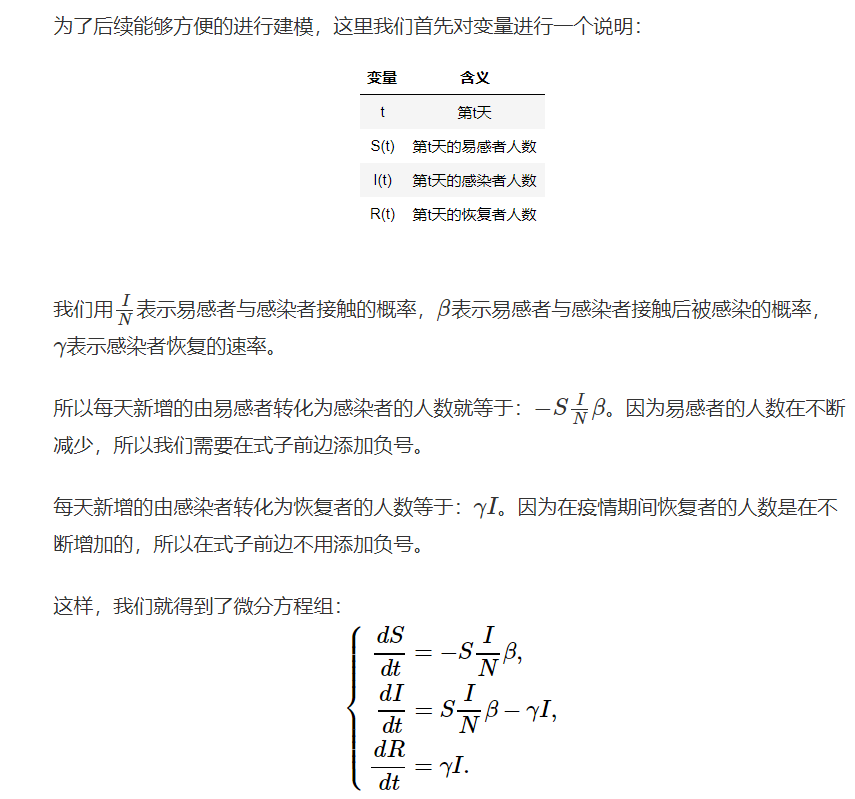 为了后续能够方便的进行建模，这里我们首先对变量进行一个说明：
变量 含义
t 第t天
S(t) 第t天的易感者人数
I(t) 第t天的感染者人数
R(t) 第t天的恢复者人数
我们用$\frac{I}{N}$表示易感者与感染者接触的概率，$\beta$表示易感者与感染者接触后被感染的概率，
$\gamma$表示感染者恢复的速率。
所以每天新增的由易感者转化为感染者的人数就等于：$-S\frac{I}{N}\beta$。因为易感者的人数在不断
减少，所以我们需要在式子前边添加负号。
每天新增的由感染者转化为恢复者的人数等于：$\gamma I$。因为在疫情期间恢复者的人数是在不
断增加的，所以在式子前边不用添加负号。
这样，我们就得到了微分方程组：
$\frac{dS}{dt} = -S\frac{I}{N}\beta,$
$\frac{dI}{dt} = S\frac{I}{N}\beta - \gamma I,$
$\frac{dR}{dt} = \gamma I.$